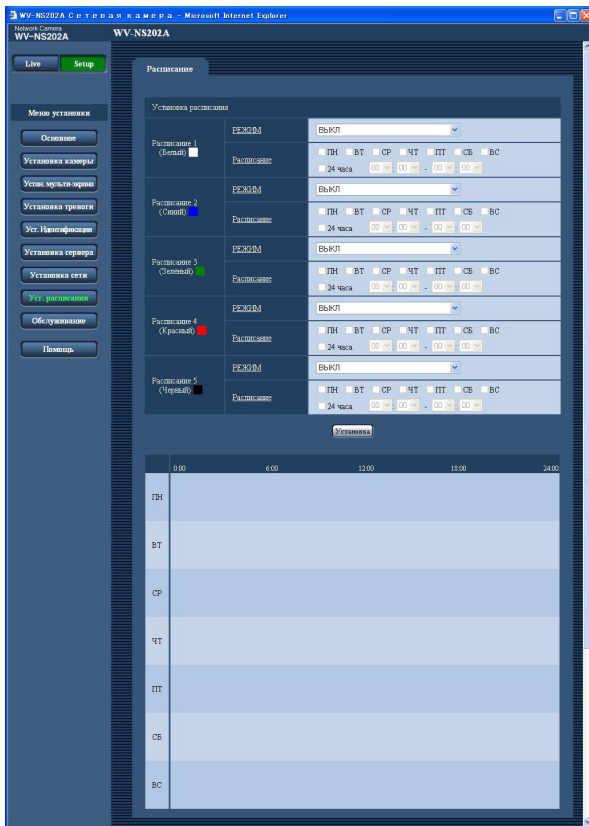 WV-NS202A Сетевая камера - Microsoft Internet Explorer
Network Camera
WV-NS202A
WV-NS202A
Live Setup
Меню установки
Основное
Установка камеры
Устан. мульти-экрана
Установка тревоги
Уст. Идентификации
Установка сервера
Установка сети
Уст. расписания
Обслуживание
Помощь
Расписание
Установка расписания
Расписание 1
(Белый)
РЕЖИМ ВЫКЛ
Расписание ПН ВТ СР ЧТ ПТ СБ ВС
24 часа 00 : 00 - 00 : 00
Расписание 2
(Синий)
РЕЖИМ ВЫКЛ
Расписание ПН ВТ СР ЧТ ПТ СБ ВС
24 часа 00 : 00 - 00 : 00
Расписание 3
(Зелёный)
РЕЖИМ ВЫКЛ
Расписание ПН ВТ СР ЧТ ПТ СБ ВС
24 часа 00 : 00 - 00 : 00
Расписание 4
(Красный)
РЕЖИМ ВЫКЛ
Расписание ПН ВТ СР ЧТ ПТ СБ ВС
24 часа 00 : 00 - 00 : 00
Расписание 5
(Черный)
РЕЖИМ ВЫКЛ
Расписание ПН ВТ СР ЧТ ПТ СБ ВС
24 часа 00 : 00 - 00 : 00
Установка
0:00 6:00 12:00 18:00 24:00
ПН
ВТ
СР
ЧТ
ПТ
СБ
ВС